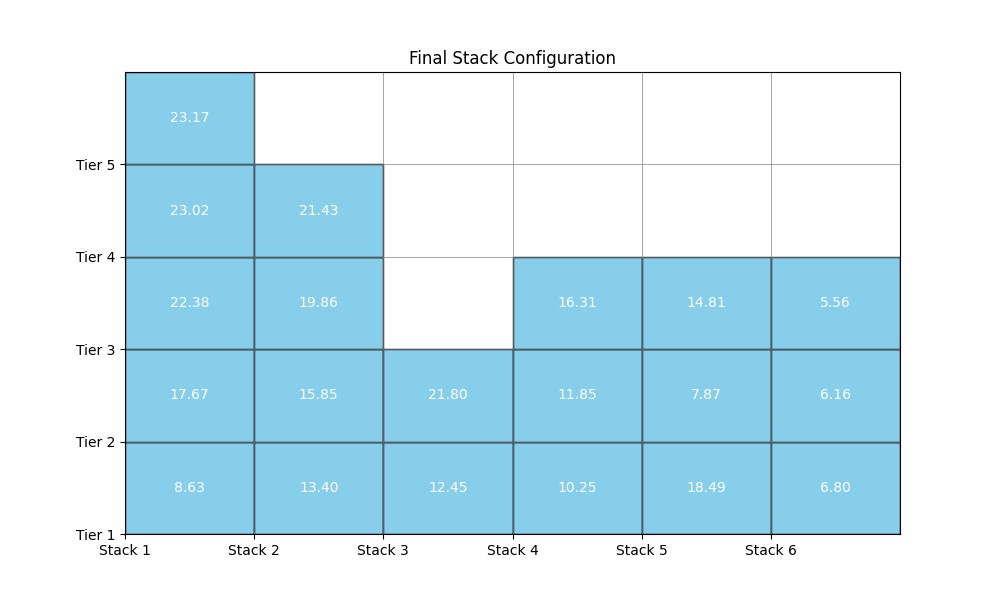 Final Stack Configuration
23.17
Tier 5
23.02 21.43
Tier 4
22.38 19.86 16.31 14.81 5.56
Tier 3
17.67 15.85 21.80 11.85 7.87 6.16
Tier 2
8.63 13.40 12.45 10.25 18.49 6.80
Tier 1
Stack 1 Stack 2 Stack 3 Stack 4 Stack 5 Stack 6